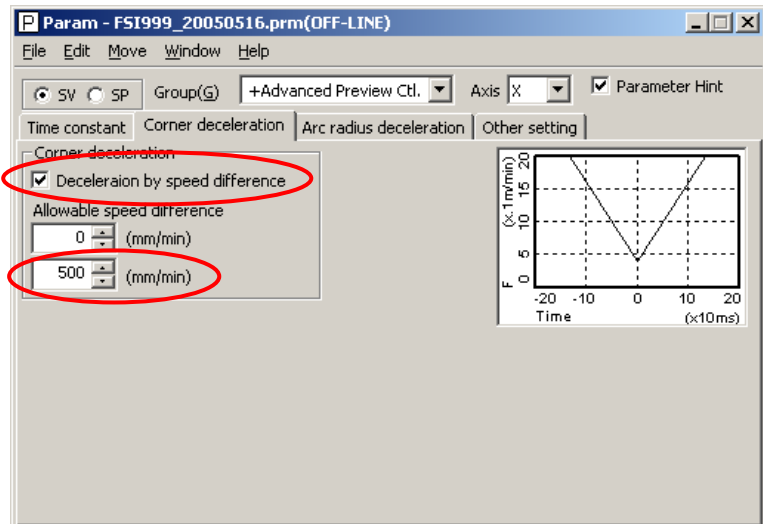 P Param - FSI999_20050516.prm(OFF-LINE)
File Edit Move Window Help
SV SP Group(G) +Advanced Preview Ctl. Axis X Parameter Hint
Time constant Corner deceleration Arc radius deceleration Other setting
Corner deceleration
Deceleraion by speed difference
Allowable speed difference
0 (mm/min)
500 (mm/min)
F (x.1m/min)
0 5 10 15 20
-20 -10 0 10 20
Time (x10ms)